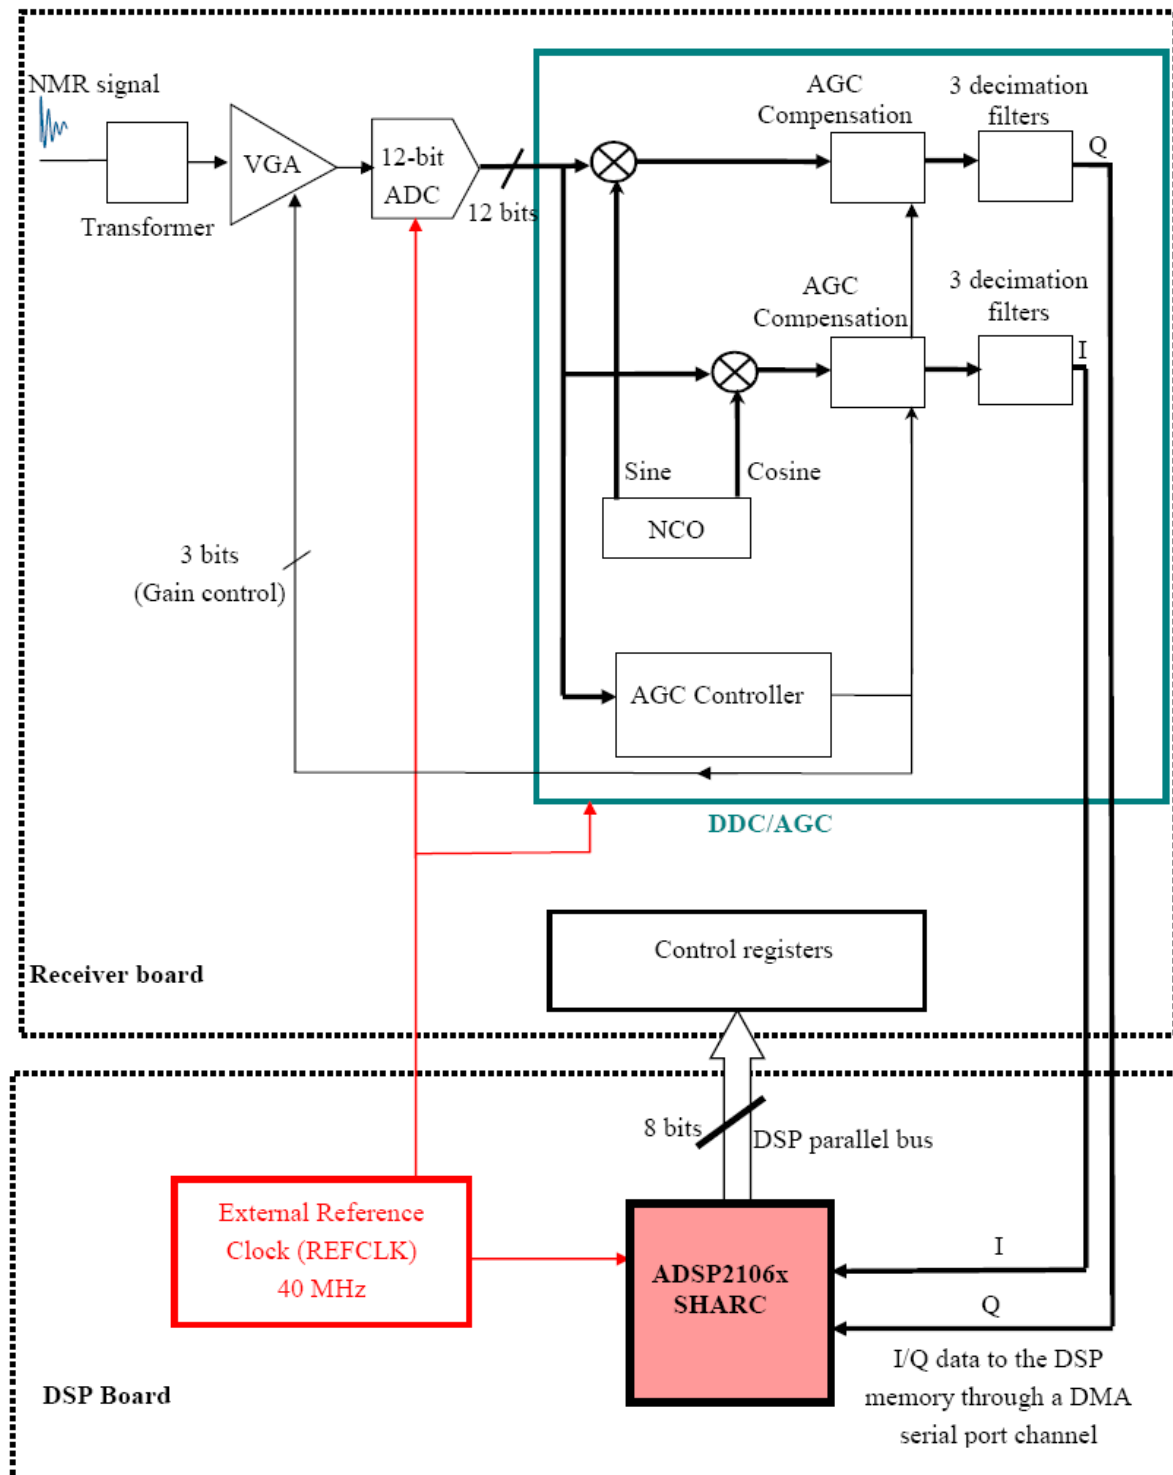 NMR signal
Transformer
VGA
12-bit
ADC
12 bits
AGC
Compensation
3 decimation
filters
Q
AGC
Compensation
3 decimation
filters
I
Sine
Cosine
NCO
3 bits
(Gain control)
AGC Controller
DDC/AGC
Control registers
Receiver board
8 bits
DSP parallel bus
External Reference
Clock (REFCLK)
40 MHz
ADSP2106x
SHARC
I
Q
I/Q data to the DSP
memory through a DMA
serial port channel
DSP Board